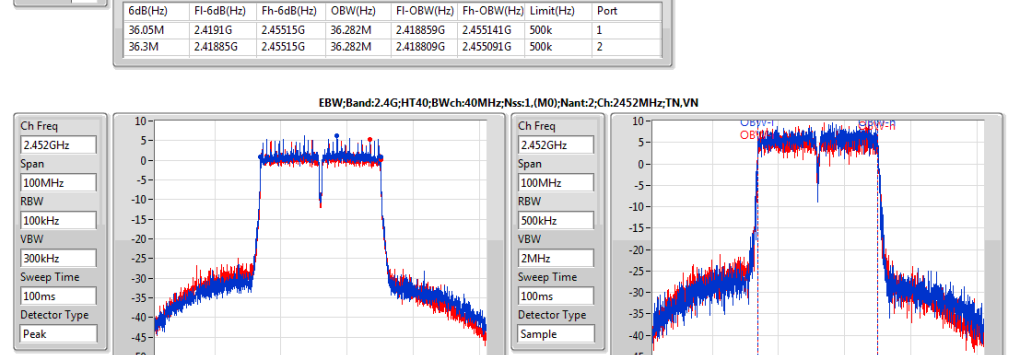 6dB(Hz) Fl-6dB(Hz) Fh-6dB(Hz) OBW(Hz) Fl-OBW(Hz) Fh-OBW(Hz) Limit(Hz) Port
36.05M 2.4191G 2.45515G 36.282M 2.418859G 2.455141G 500k 1
36.3M 2.41885G 2.45515G 36.282M 2.418809G 2.455091G 500k 2
EBW;Band:2.4G;HT40;BWch:40MHz;Nss:1,(M0);Nant:2;Ch:2452MHz;TN,VN
Ch Freq
2.452GHz
Span
100MHz
RBW
100kHz
VBW
300kHz
Sweep Time
100ms
Detector Type
Peak
10
5
0
-5
-10
-15
-20
-25
-30
-35
-40
-45
Ch Freq
2.452GHz
Span
100MHz
RBW
500kHz
VBW
2MHz
Sweep Time
100ms
Detector Type
Sample
10
5
0
-5
-10
-15
-20
-25
-30
-35
-40